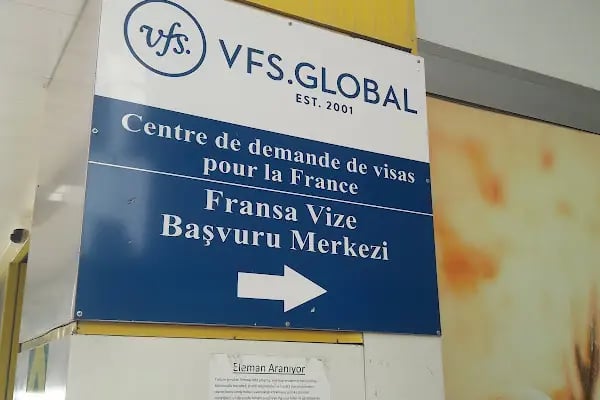 vfs.
VFS.GLOBAL
EST. 2001
Centre de demande de visas
pour la France
Fransa Vize
Başvuru Merkezi
Eleman Aranıyor